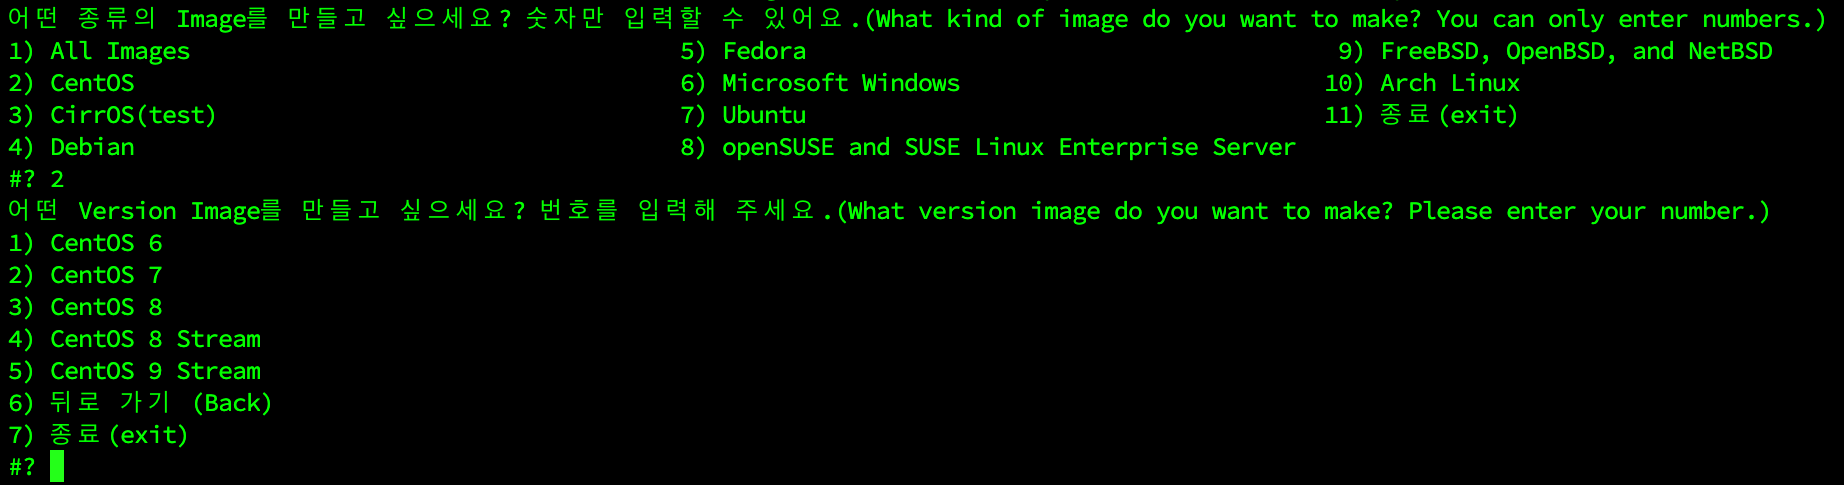 어떤 종류의 Image를 만들고 싶으세요? 숫자만 입력할 수 있어요.(What kind of image do you want to make? You can only enter numbers.)
1) All Images 5) Fedora 9) FreeBSD, OpenBSD, and NetBSD
2) CentOS 6) Microsoft Windows 10) Arch Linux
3) CirrOS(test) 7) Ubuntu 11) 종료(exit)
4) Debian 8) openSUSE and SUSE Linux Enterprise Server
#? 2
어떤 Version Image를 만들고 싶으세요? 번호를 입력해 주세요.(What version image do you want to make? Please enter your number.)
1) CentOS 6
2) CentOS 7
3) CentOS 8
4) CentOS 8 Stream
5) CentOS 9 Stream
6) 뒤로 가기 (Back)
7) 종료(exit)
#?